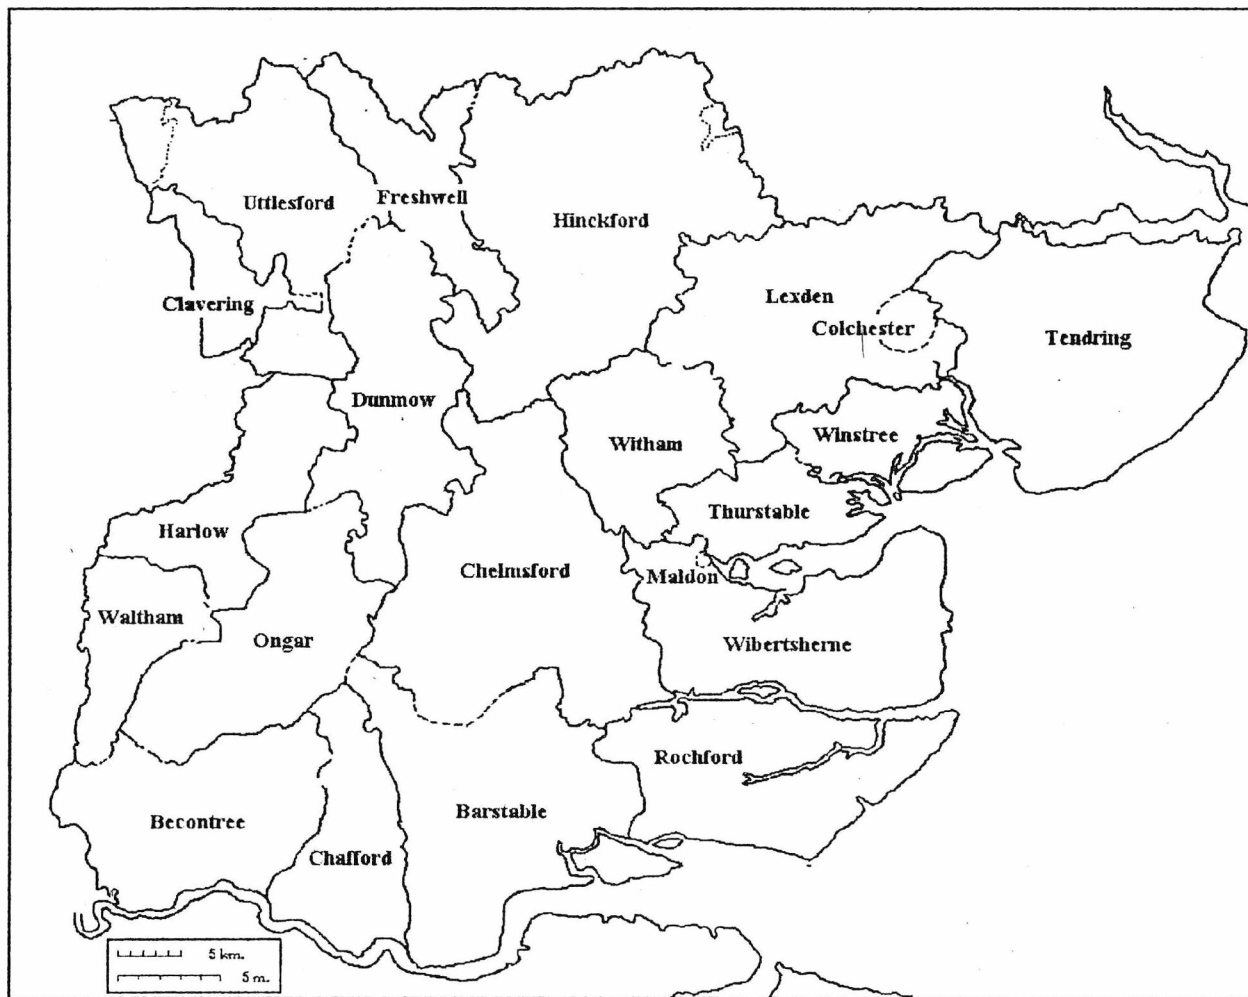 Uttlesford
Freshwell
Hinckford
Clavering
Lexden
Colchester
Tendring
Dunmow
Witham
Winstree
Harlow
Thurstable
Chelmsford
Maldon
Waltham
Ongar
Wibertsherne
Rochford
Becontree
Barstable
Chafford
5 km.
5 m.